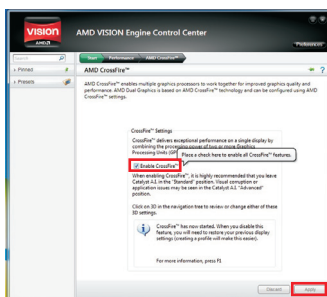 VISION
AMD
AMD VISION Engine Control Center
Preferences
Search
Start
Performance
AMD CrossFire™
Pinned
Presets
AMD CrossFire™
?
AMD CrossFire™ enables multiple graphics processors to work together for improved graphics quality and
performance. AMD Dual Graphics is based on AMD CrossFire™ technology and can be configured using AMD
CrossFire™ settings.
CrossFire™ Settings
CrossFire™ delivers exceptional performance on a single display by
combining the processing power of two or more Graphics
Processing Units (GP
Place a check here to enable all CrossFire™ features.
Enable CrossFire™
When enabling CrossFire™, it is highly recommended that you leave
Catalyst A.I. in the "Standard" position. Visual corruption or
application issues may be seen in the Catalyst A.I. "Advanced"
position.
Click on 3D in the navigation tree to review or change either of these
3D settings.
CrossFire™ has now started. When you disable this
feature, you will need to restore your previous display
settings (creating a profile will make this easier).
For more information, press F1
Discard
Apply